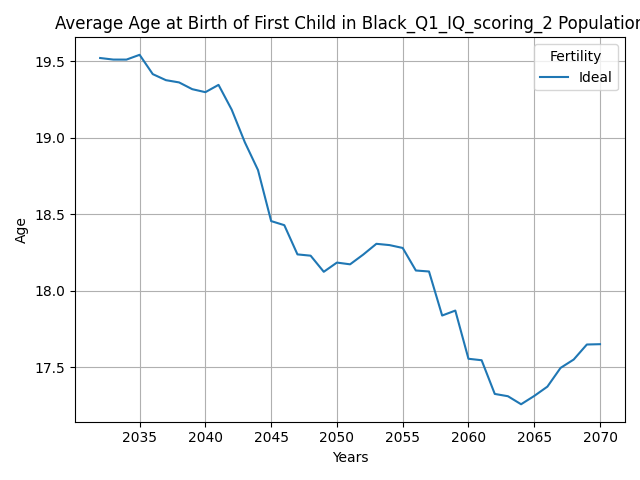 Average Age at Birth of First Child in Black_Q1_IQ_scoring_2 Population
Fertility
Ideal
19.5
19.0
18.5
18.0
17.5
Age
2035 2040 2045 2050 2055 2060 2065 2070
Years